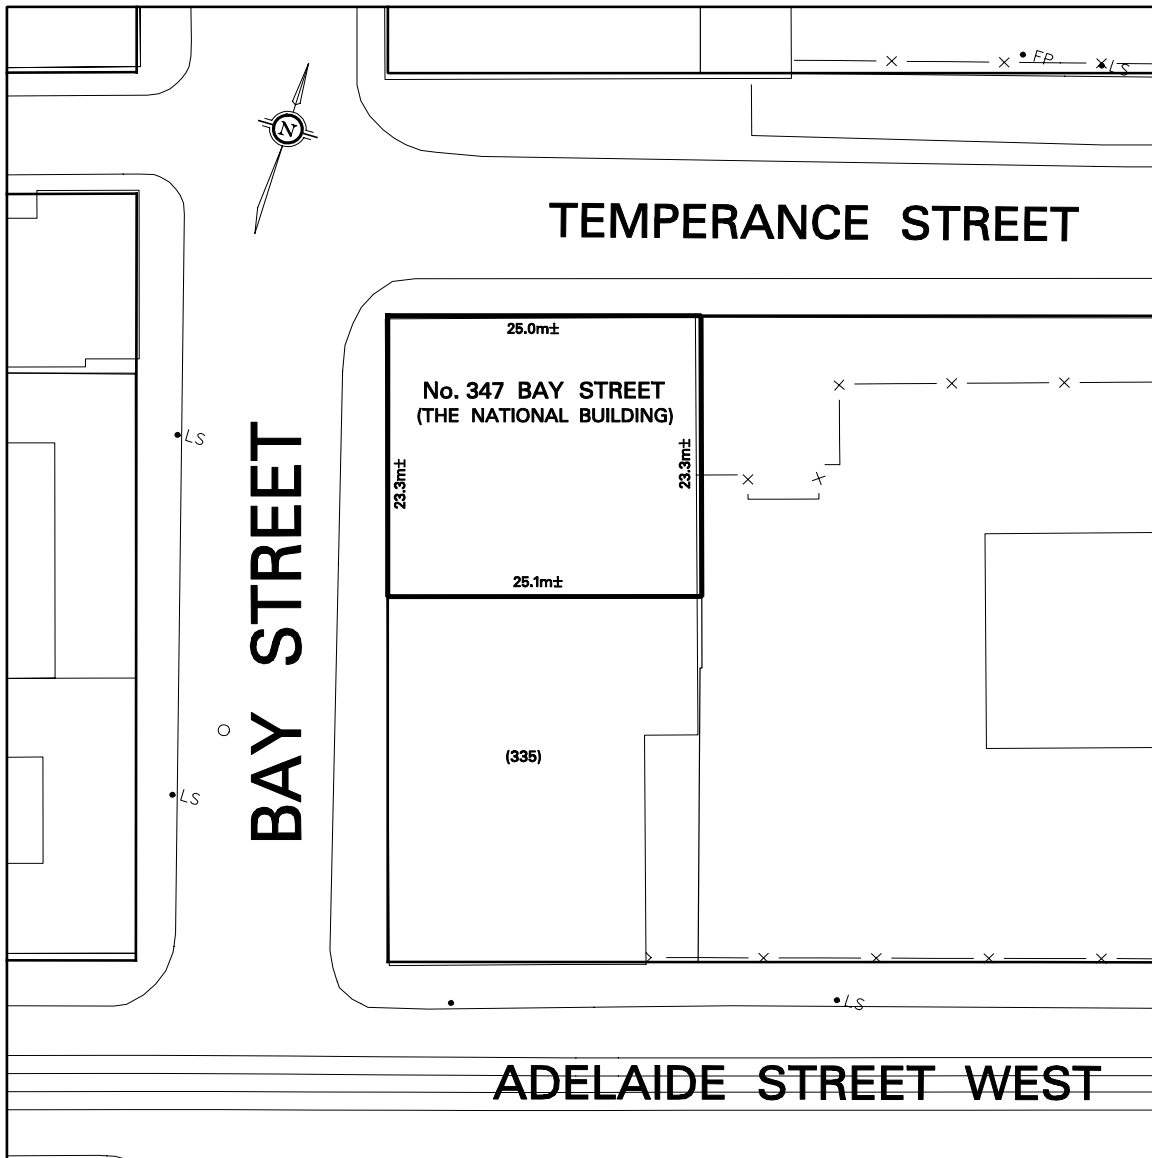 FP
LS
N
TEMPERANCE STREET
25.0m±
No. 347 BAY STREET
(THE NATIONAL BUILDING)
23.3m±
23.3m±
25.1m±
LS
BAY STREET
(335)
LS
LS
ADELAIDE STREET WEST